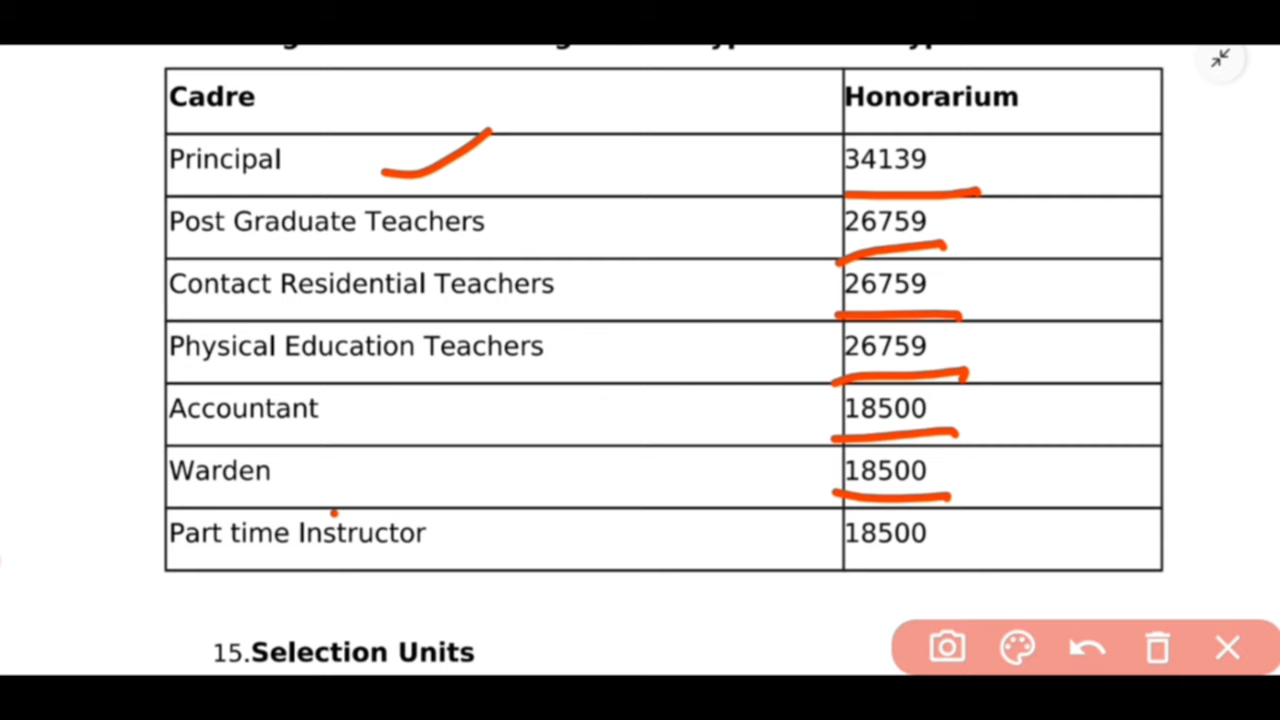 Cadre Honorarium
Principal 34139
Post Graduate Teachers 26759
Contact Residential Teachers 26759
Physical Education Teachers 26759
Accountant 18500
Warden 18500
Part time Instructor 18500
15.Selection Units